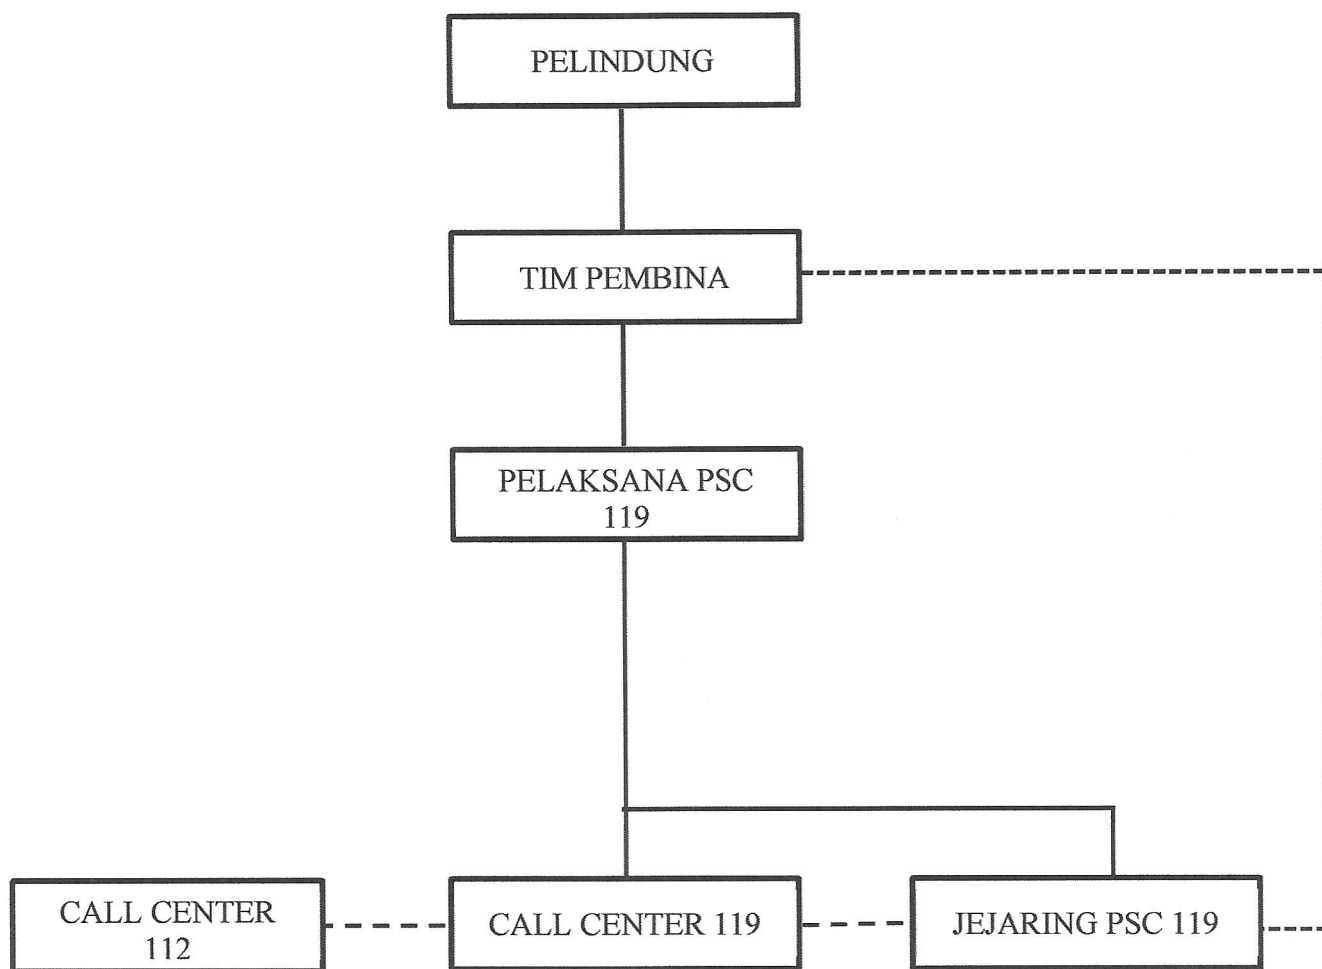 PELINDUNG
TIM PEMBINA
PELAKSANA PSC
119
CALL CENTER
112
CALL CENTER 119
JEJARING PSC 119